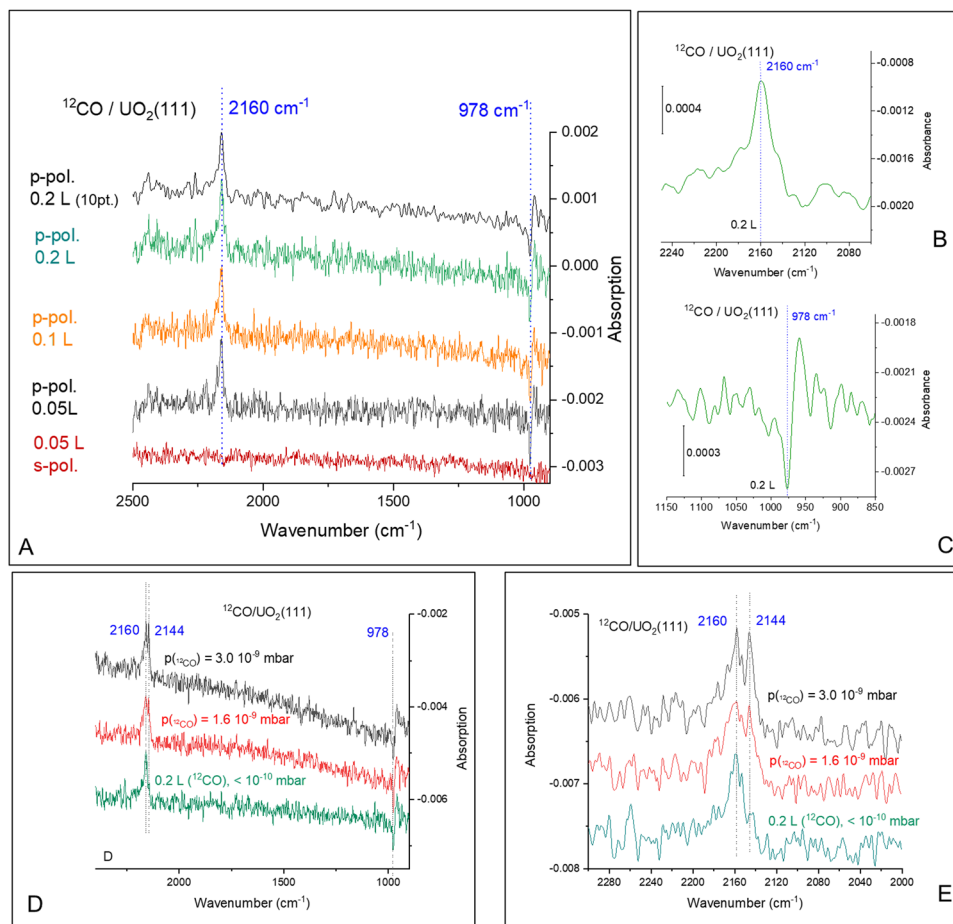 ¹²CO / UO₂(111)
2160 cm⁻¹
978 cm⁻¹
p-pol.
0.2 L (10pt.)
p-pol.
0.2 L
p-pol.
0.1 L
p-pol.
0.05L
0.05 L
s-pol.
0.002
0.001
0.000
-0.001
-0.002
-0.003
Absorption
2500
2000
1500
1000
Wavenumber (cm⁻¹)
A
¹²CO / UO₂(111)
2160 cm⁻¹
0.0004
-0.0008
-0.0012
-0.0016
-0.0020
Absorbance
0.2 L
2240
2200
2160
2120
2080
Wavenumber (cm⁻¹)
B
¹²CO / UO₂(111)
978 cm⁻¹
-0.0018
-0.0021
-0.0024
-0.0027
Absorbance
0.0003
0.2 L
1150
1100
1050
1000
950
900
850
Wavenumber (cm⁻¹)
C
¹²CO/UO₂(111)
2160
2144
978
p(₁₂CO) = 3.0 10⁻⁹ mbar
p(₁₂CO) = 1.6 10⁻⁹ mbar
0.2 L (¹²CO), < 10⁻¹⁰ mbar
-0.002
-0.004
-0.006
Absorption
D
2000
1500
1000
Wavenumber (cm⁻¹)
D
¹²CO/UO₂(111)
2160
2144
p(₁₂CO) = 3.0 10⁻⁹ mbar
p(₁₂CO) = 1.6 10⁻⁹ mbar
0.2 L (¹²CO), < 10⁻¹⁰ mbar
-0.005
-0.006
-0.007
-0.008
Absorption
2280
2240
2200
2160
2120
2080
2040
2000
Wavenumber (cm⁻¹)
E